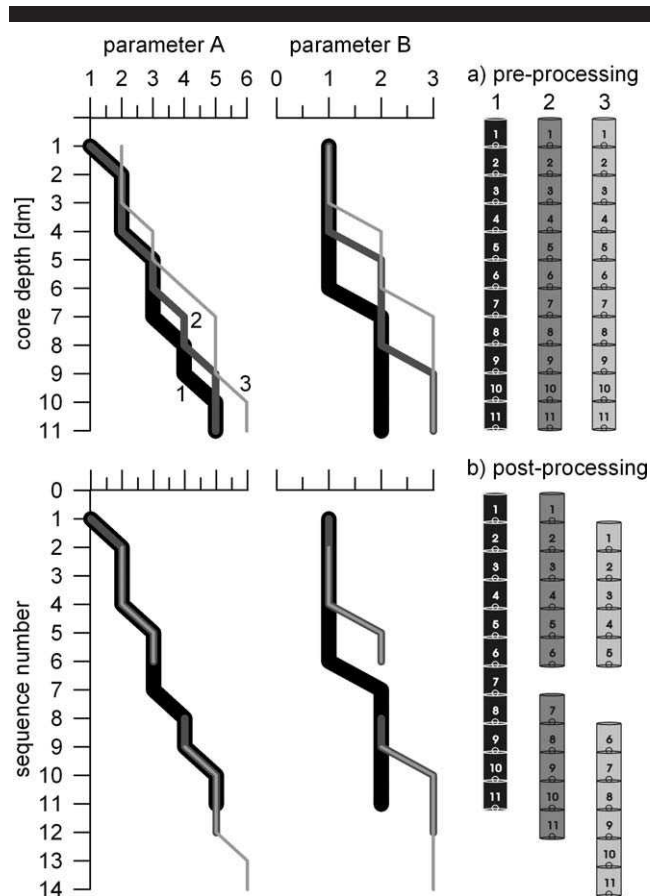 parameter A
parameter B
1 2 3 4 5 6
0 1 2 3
a) pre-processing
1 2 3
core depth [dm]
1
2
3
4
5
6
7
8
9
10
11
2
1
3
1 1 1
2 2 2
3 3 3
4 4 4
5 5 5
6 6 6
7 7 7
8 8 8
9 9 9
10 10 10
11 11 11
b) post-processing
sequence number
0
1
2
3
4
5
6
7
8
9
10
11
12
13
14
1 1
2 2 1
3 3 2
4 4 3
5 5 4
6 6 5
7
8 7
9 8 6
10 9 7
11 10 8
11 9
10
11